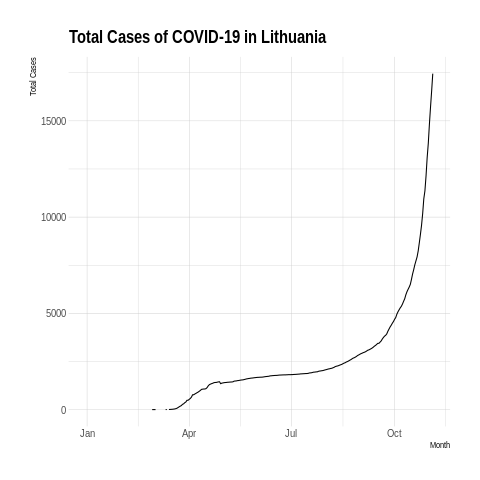 Total Cases of COVID-19 in Lithuania
Total Cases
15000
10000
5000
0
Jan Apr Jul Oct
Month